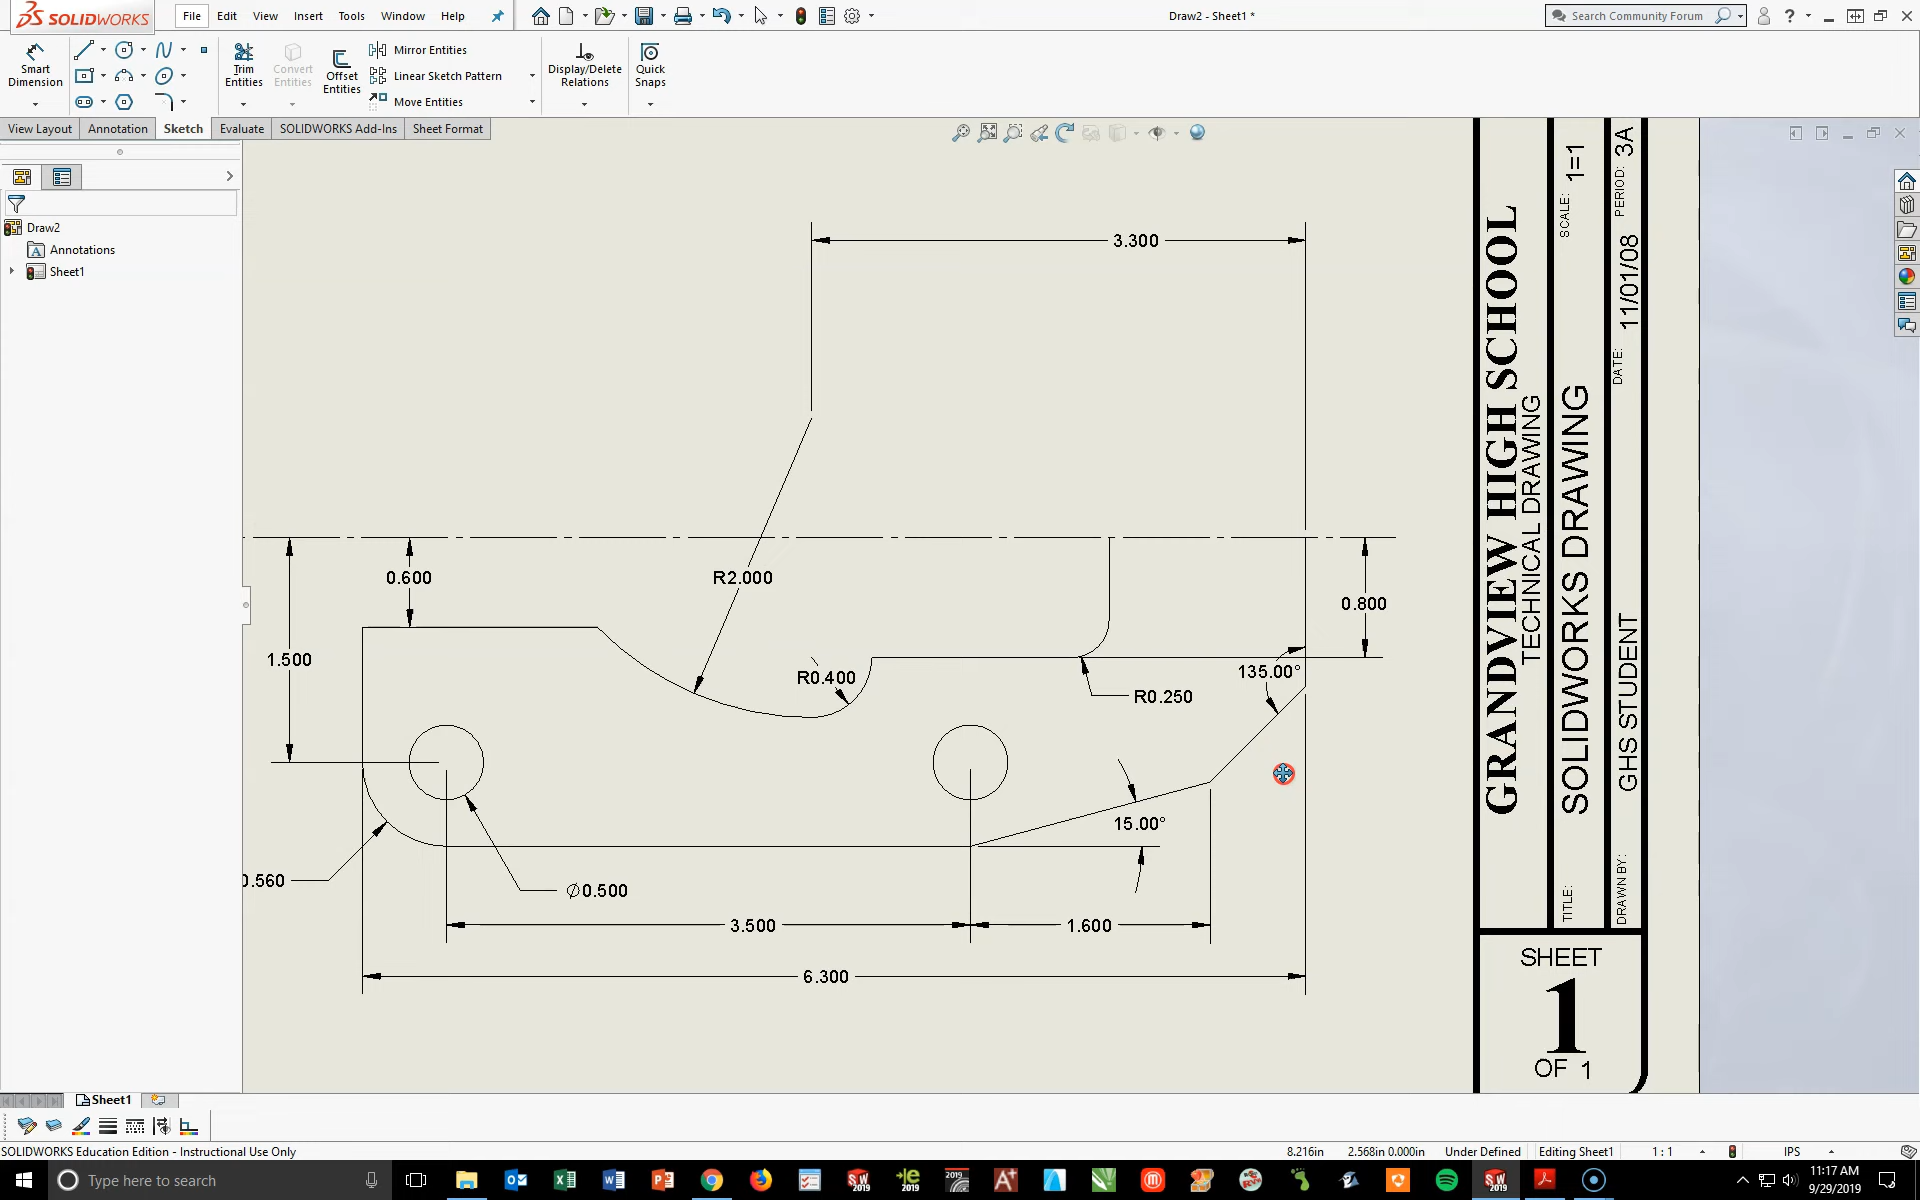 SOLIDWORKS
File Edit View Insert Tools Window Help
Draw2 - Sheet1 *
Search Community Forum
Smart Dimension
Trim Entities
Convert Entities
Offset Entities
Mirror Entities
Linear Sketch Pattern
Move Entities
Display/Delete Relations
Quick Snaps
View Layout Annotation Sketch Evaluate SOLIDWORKS Add-Ins Sheet Format
Draw2
Annotations
Sheet1
3.300
0.600
R2.000
0.800
1.500
R0.400
135.00°
R0.250
15.00°
0.560
Ø0.500
3.500
1.600
6.300
GRANDVIEW HIGH SCHOOL
TECHNICAL DRAWING
TITLE: SOLIDWORKS DRAWING SCALE: 1=1
DRAWN BY: GHS STUDENT DATE: 11/01/08 PERIOD: 3A
SHEET
1
OF 1
Sheet1
SOLIDWORKS Education Edition - Instructional Use Only
8.216in 2.568in 0.000in Under Defined Editing Sheet1 1 : 1 IPS
Type here to search
11:17 AM
9/29/2019